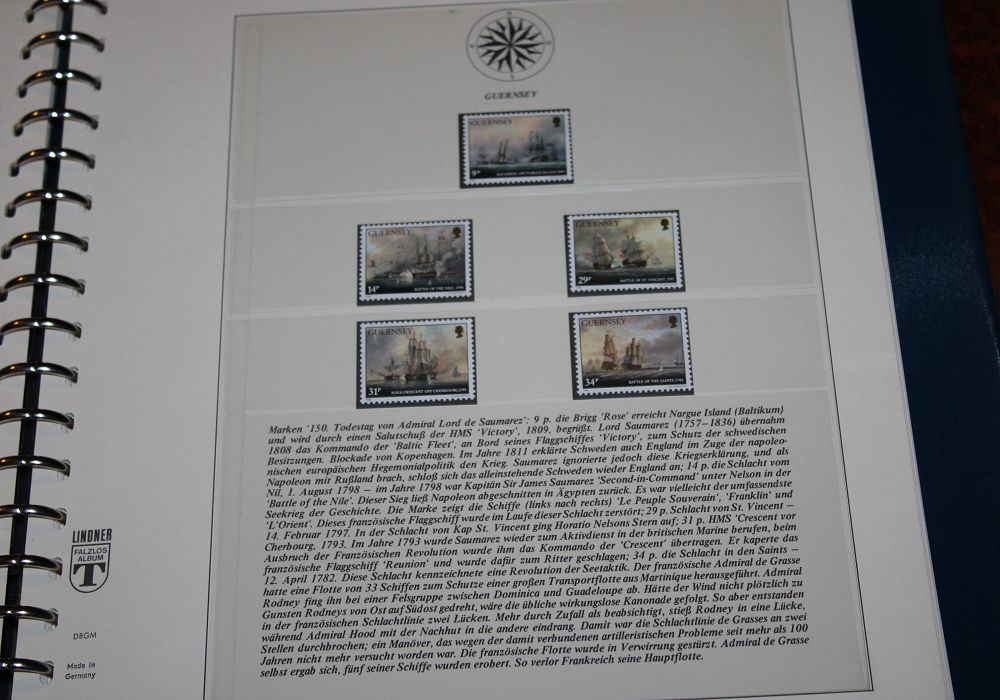 GUERNSEY
GUERNSEY
9P
GUERNSEY
14P
BATTLE OF THE NILE, 1798
GUERNSEY
29P
BATTLE OF ST. VINCENT, 1797
GUERNSEY
31P
H.M.S. CRESCENT OFF CHERBOURG, 1793
GUERNSEY
34P
BATTLE OF THE SAINTS, 1782
Marken '150. Todestag von Admiral Lord de Saumarez': 9 p. die Brigg 'Rose' erreicht Nargue Island (Baltikum)
und wird durch einen Salutschuß der HMS 'Victory', 1809, begrüßt. Lord Saumarez (1757–1836) übernahm
1808 das Kommando der 'Baltic Fleet', an Bord seines Flaggschiffes 'Victory', zum Schutz der schwedischen
Besitzungen. Blockade von Kopenhagen. Im Jahre 1811 erklärte Schweden auch England im Zuge der napoleo-
nischen europäischen Hegemonialpolitik den Krieg. Saumarez ignorierte jedoch diese Kriegserklärung, und als
Napoleon mit Rußland brach, schloß sich das alleinstehende Schweden wieder England an; 14 p. die Schlacht vom
Nil, 1. August 1798 – im Jahre 1798 war Kapitän Sir James Saumarez 'Second-in-Command' unter Nelson in der
'Battle of the Nile'. Dieser Sieg ließ Napoleon abgeschnitten in Ägypten zurück. Es war vielleicht der umfassendste
Seekrieg der Geschichte. Die Marke zeigt die Schiffe (links nach rechts) 'Le Peuple Souverain', 'Franklin' und
'L'Orient'. Dieses französische Flaggschiff wurde im Laufe dieser Schlacht zerstört; 29 p. Schlacht von St. Vincent –
14. Februar 1797. In der Schlacht von Kap St. Vincent ging Horatio Nelsons Stern auf; 31 p. HMS 'Crescent vor
Cherbourg, 1793. Im Jahre 1793 wurde Saumarez wieder zum Aktivdienst in der britischen Marine berufen, beim
Ausbruch der Französischen Revolution wurde ihm das Kommando der 'Crescent' übertragen. Er kaperte das
französische Flaggschiff 'Reunion' und wurde dafür zum Ritter geschlagen; 34 p. die Schlacht in den Saints –
12. April 1782. Diese Schlacht kennzeichnete eine Revolution der Seetaktik. Der französische Admiral de Grasse
hatte eine Flotte von 33 Schiffen zum Schutze einer großen Transportflotte aus Martinique herausgeführt. Admiral
Rodney fing ihn bei einer Felsgruppe zwischen Dominica und Guadeloupe ab. Hätte der Wind nicht plötzlich zu
Gunsten Rodneys von Ost auf Südost gedreht, wäre die übliche wirkungslose Kanonade gefolgt. So aber entstanden
in der französischen Schlachtlinie zwei Lücken. Mehr durch Zufall als beabsichtigt, stieß Rodney in eine Lücke,
während Admiral Hood mit der Nachhut in die andere eindrang. Damit war die Schlachtlinie de Grasses an zwei
Stellen durchbrochen; ein Manöver, das wegen der damit verbundenen artilleristischen Probleme seit mehr als 100
Jahren nicht mehr versucht worden war. Die französische Flotte wurde in Verwirrung gestürzt. Admiral de Grasse
selbst ergab sich, fünf seiner Schiffe wurden erobert. So verlor Frankreich seine Hauptflotte.
LINDNER
FALZLOS
ALBUM
T
DBGM
Made in
Germany